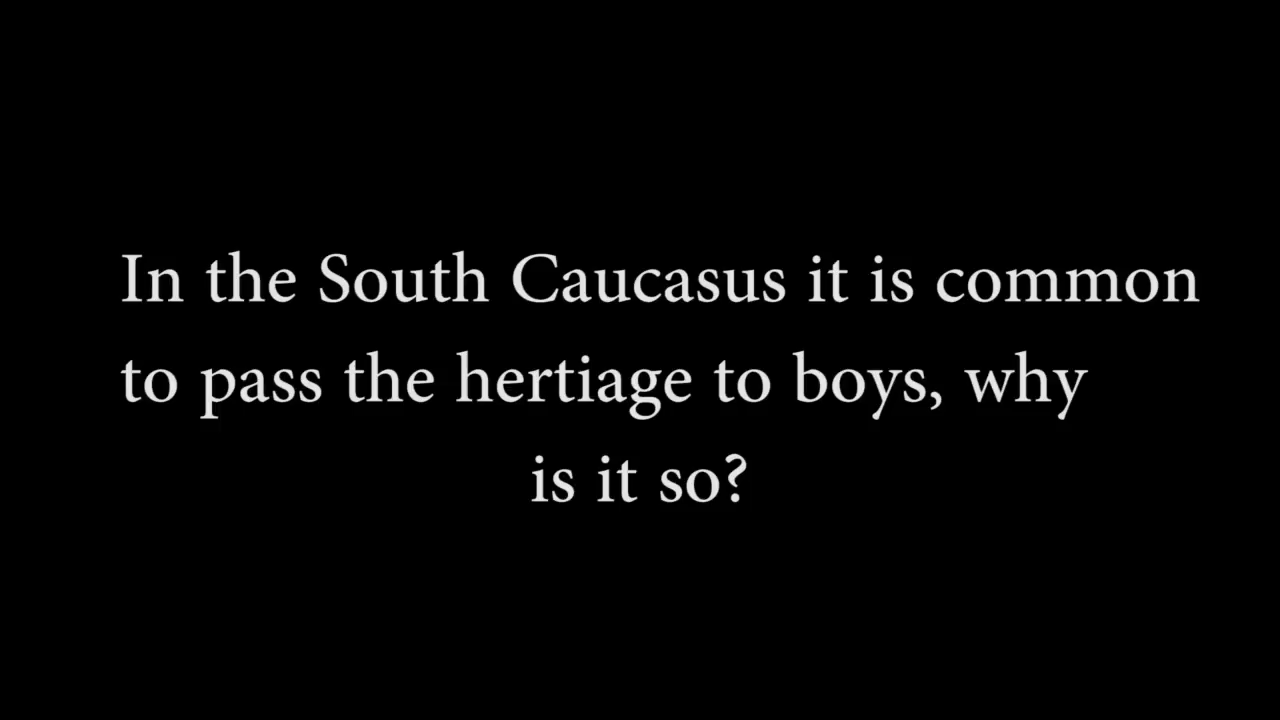 In the South Caucasus it is common
to pass the hertiage to boys, why
is it so?